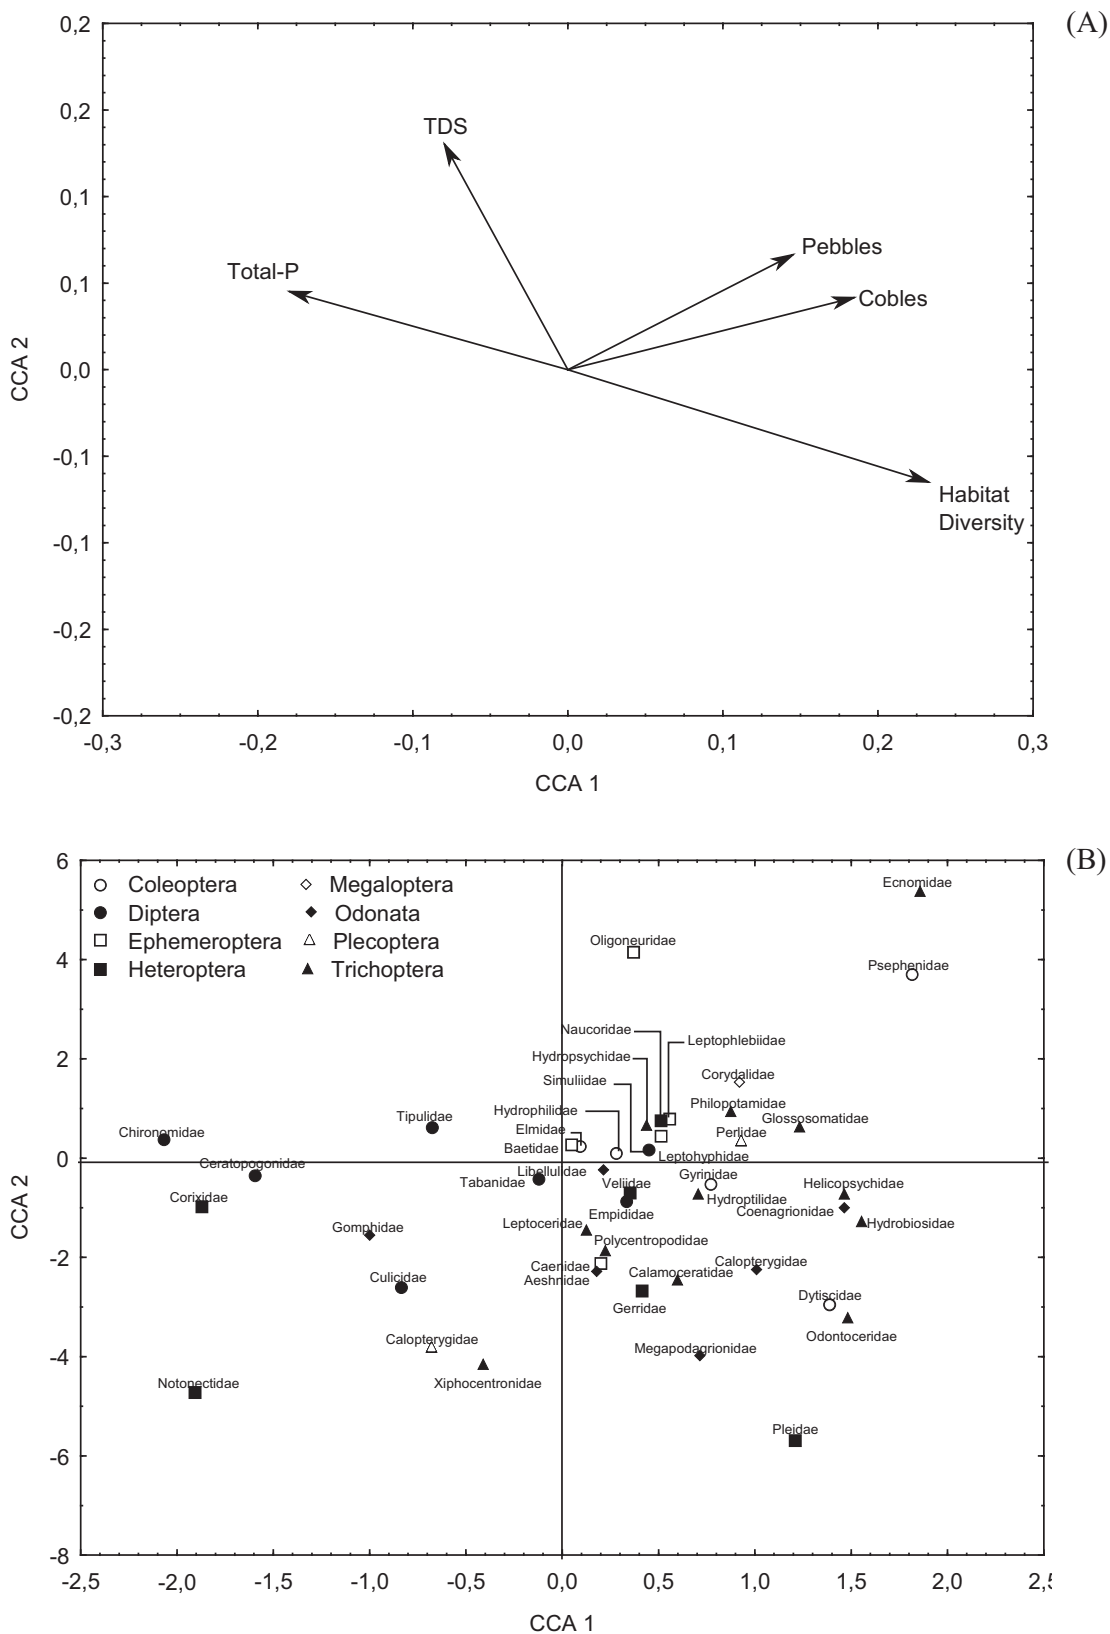 (A)
0,2
0,2
0,1
0,1
0,0
-0,1
-0,1
-0,2
-0,2
CCA 2
TDS
Total-P
Pebbles
Cobles
Habitat
Diversity
-0,3 -0,2 -0,1 0,0 0,1 0,2 0,3
CCA 1
(B)
6
4
2
0
-2
-4
-6
-8
CCA 2
Coleoptera Megaloptera
Diptera Odonata
Ephemeroptera Plecoptera
Heteroptera Trichoptera
Ecnomidae
Oligoneuridae
Psephenidae
Naucoridae
Leptophlebiidae
Hydropsychidae
Corydalidae
Simuliidae
Philopotamidae
Hydrophilidae
Tipulidae
Glossosomatidae
Elmidae
Chironomidae
Perlidae
Baetidae
Leptohyphidae
Ceratopogonidae
Libellulidae
Gyrinidae
Tabanidae
Veliidae
Helicopsychidae
Corixidae
Hydroptilidae
Coenagrionidae
Empididae
Leptoceridae
Hydrobiosidae
Gomphidae
Polycentropodidae
Calopterygidae
Caenidae
Calamoceratidae
Culicidae
Aeshnidae
Dytiscidae
Gerridae
Odontoceridae
Calopterygidae
Megapodagrionidae
Notonectidae
Xiphocentronidae
Pleidae
-2,5 -2,0 -1,5 -1,0 -0,5 0,0 0,5 1,0 1,5 2,0 2,5
CCA 1